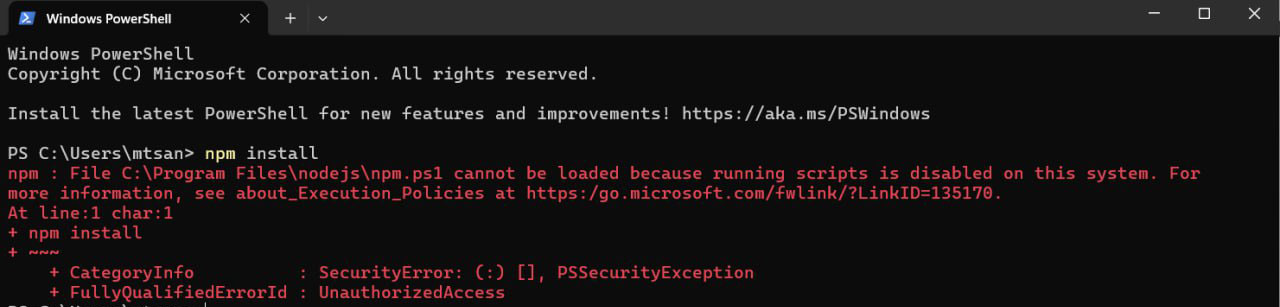 Windows PowerShell
Windows PowerShell
Copyright (C) Microsoft Corporation. All rights reserved.
Install the latest PowerShell for new features and improvements! https://aka.ms/PSWindows
PS C:\Users\mtsan> npm install
npm : File C:\Program Files\nodejs\npm.ps1 cannot be loaded because running scripts is disabled on this system. For
more information, see about_Execution_Policies at https:/go.microsoft.com/fwlink/?LinkID=135170.
At line:1 char:1
+ npm install
+ ~~~
    + CategoryInfo          : SecurityError: (:) [], PSSecurityException
    + FullyQualifiedErrorId : UnauthorizedAccess